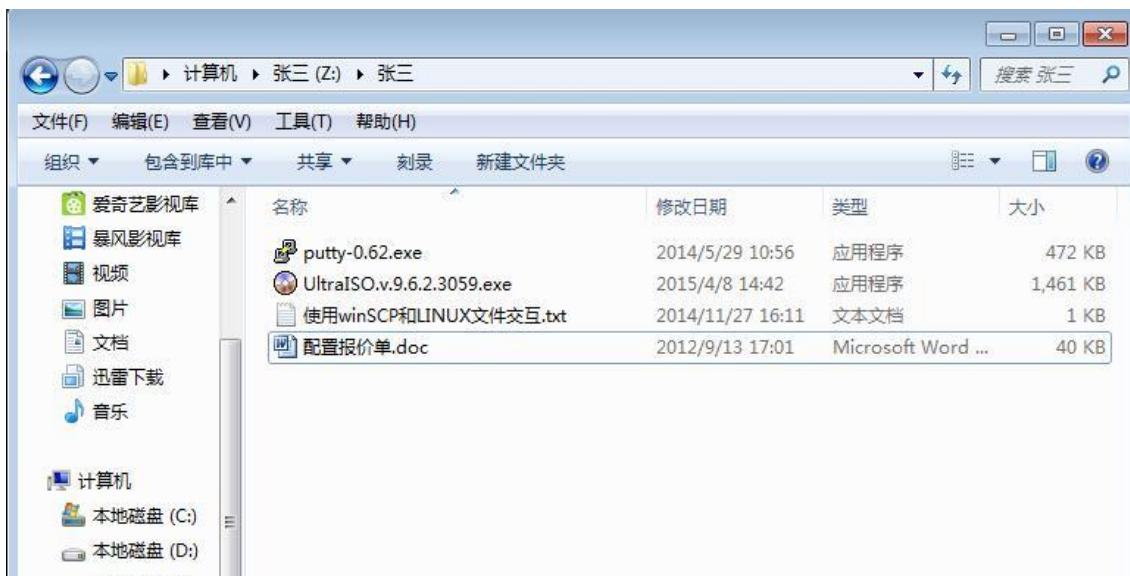 计算机 张三 (Z:) 张三 搜索 张三
文件(F) 编辑(E) 查看(V) 工具(T) 帮助(H)
组织 包含到库中 共享 刻录 新建文件夹
爱奇艺影视库
暴风影视库
视频
图片
文档
迅雷下载
音乐
计算机
本地磁盘 (C:)
本地磁盘 (D:)
名称 修改日期 类型 大小
putty-0.62.exe 2014/5/29 10:56 应用程序 472 KB
UltraISO.v.9.6.2.3059.exe 2015/4/8 14:42 应用程序 1,461 KB
使用winSCP和LINUX文件交互.txt 2014/11/27 16:11 文本文档 1 KB
配置报价单.doc 2012/9/13 17:01 Microsoft Word ... 40 KB